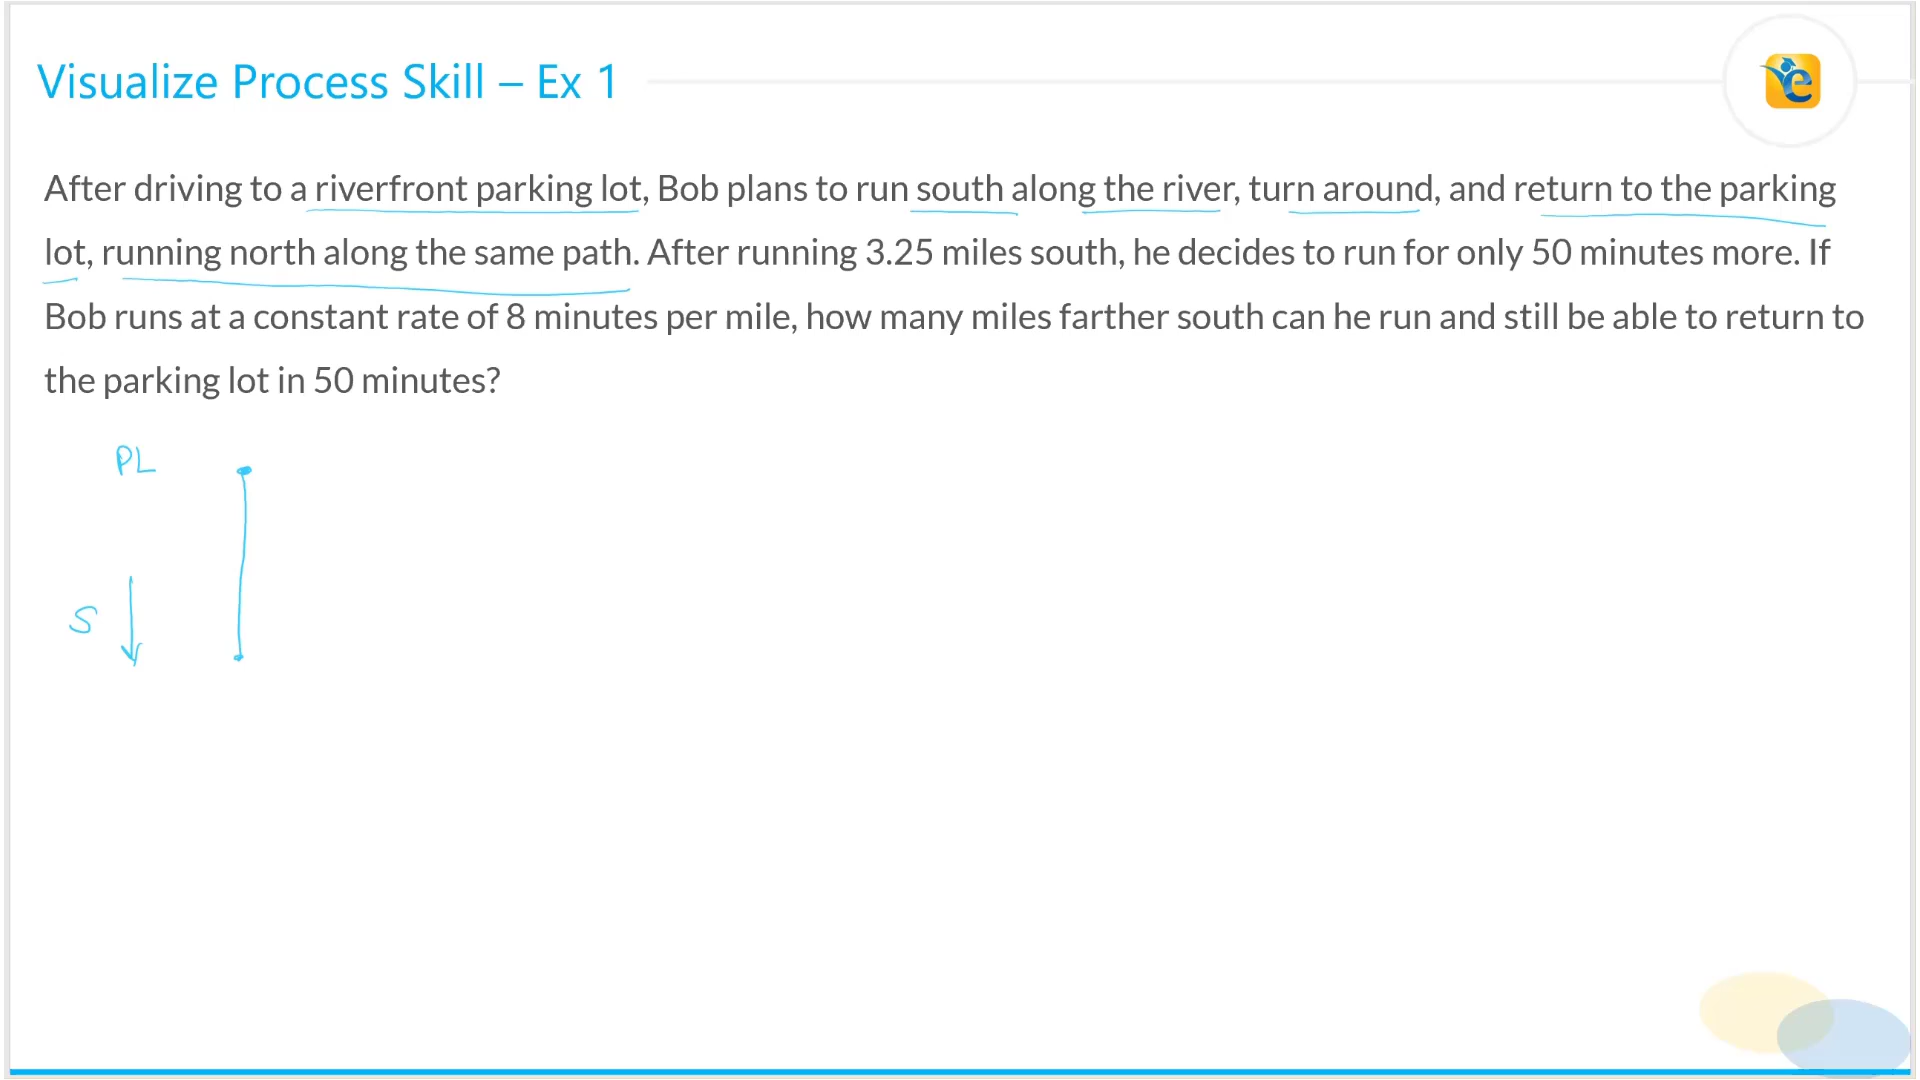 Visualize Process Skill – Ex 1
After driving to a riverfront parking lot, Bob plans to run south along the river, turn around, and return to the parking
lot, running north along the same path. After running 3.25 miles south, he decides to run for only 50 minutes more. If
Bob runs at a constant rate of 8 minutes per mile, how many miles farther south can he run and still be able to return to
the parking lot in 50 minutes?
PL
S